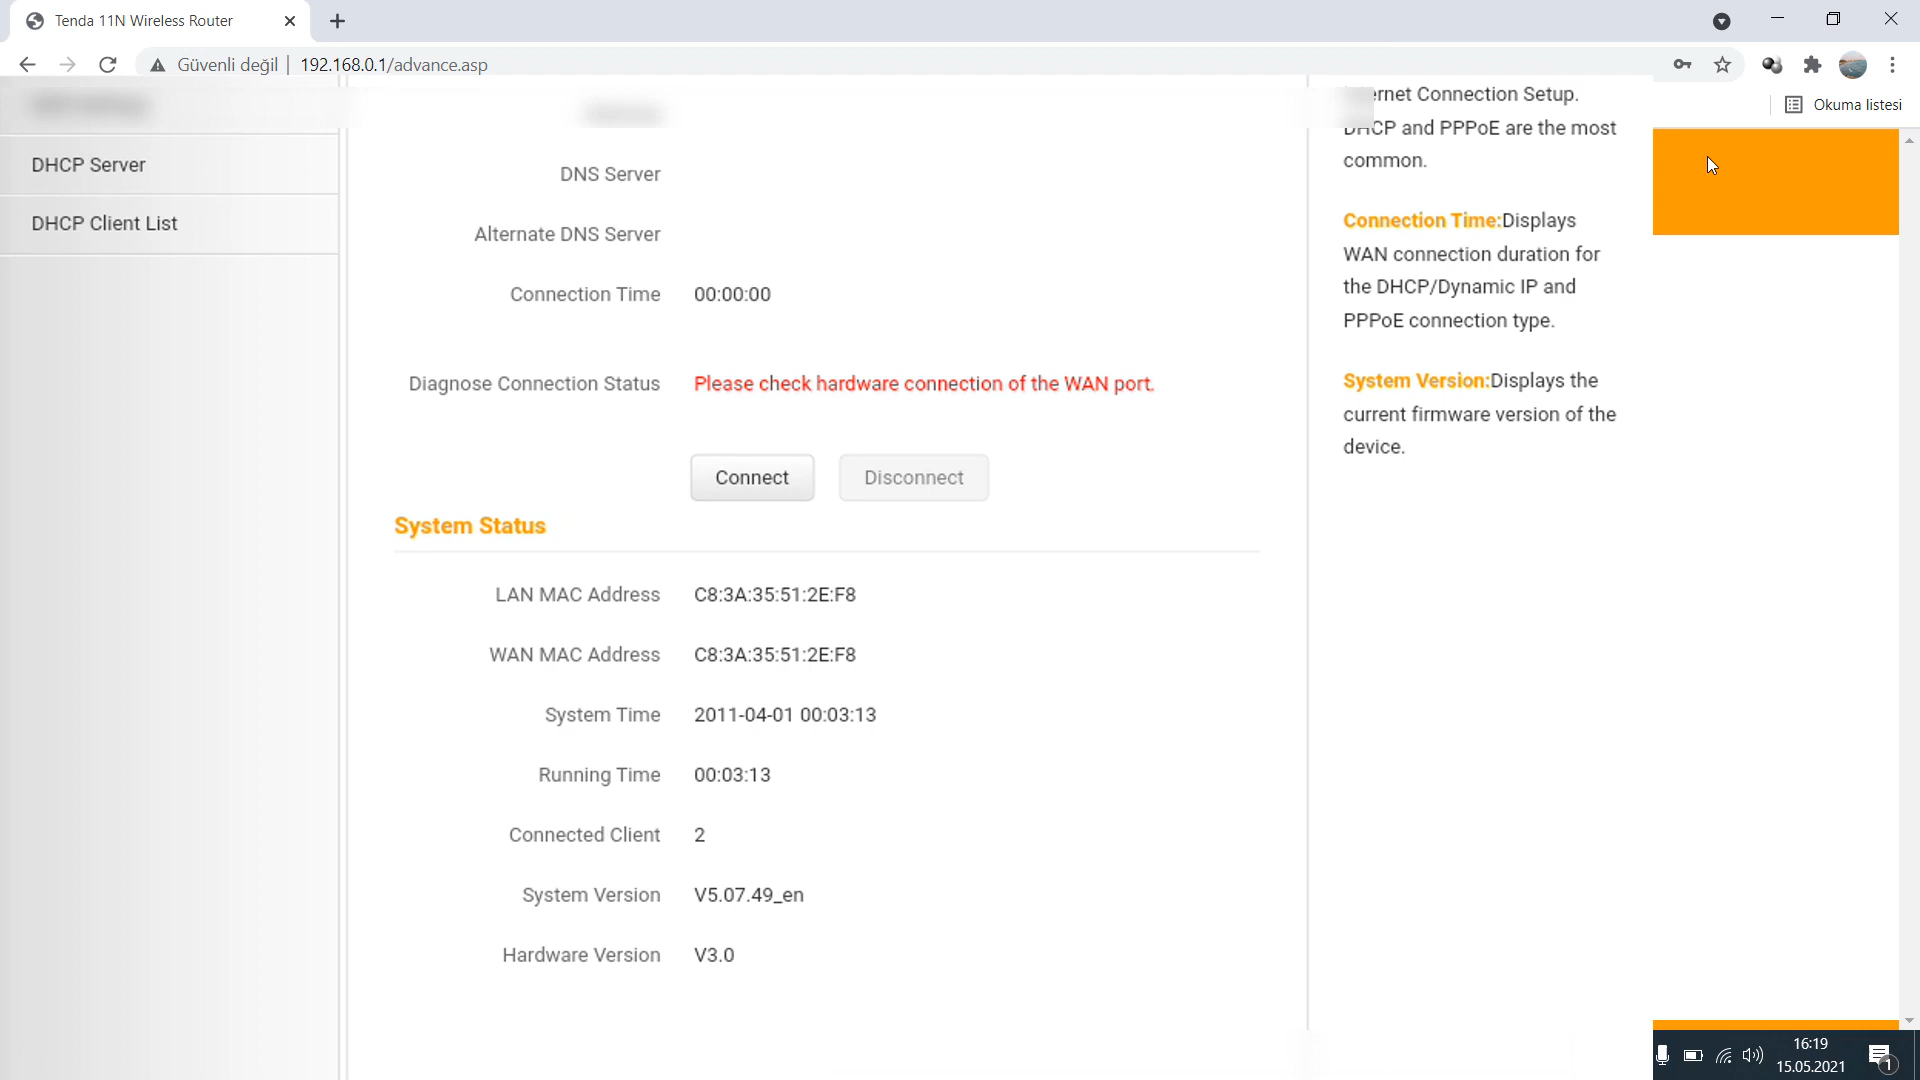 Tenda 11N Wireless Router
Güvenli değil
192.168.0.1/advance.asp
Okuma listesi
DHCP Server
DHCP Client List
DNS Server
Alternate DNS Server
Connection Time 00:00:00
Diagnose Connection Status Please check hardware connection of the WAN port.
Connect Disconnect
System Status
LAN MAC Address C8:3A:35:51:2E:F8
WAN MAC Address C8:3A:35:51:2E:F8
System Time 2011-04-01 00:03:13
Running Time 00:03:13
Connected Client 2
System Version V5.07.49_en
Hardware Version V3.0
Connection Setup.
DHCP and PPPoE are the most
common.
Connection Time:Displays
WAN connection duration for
the DHCP/Dynamic IP and
PPPoE connection type.
System Version:Displays the
current firmware version of the
device.
16:19
15.05.2021
1